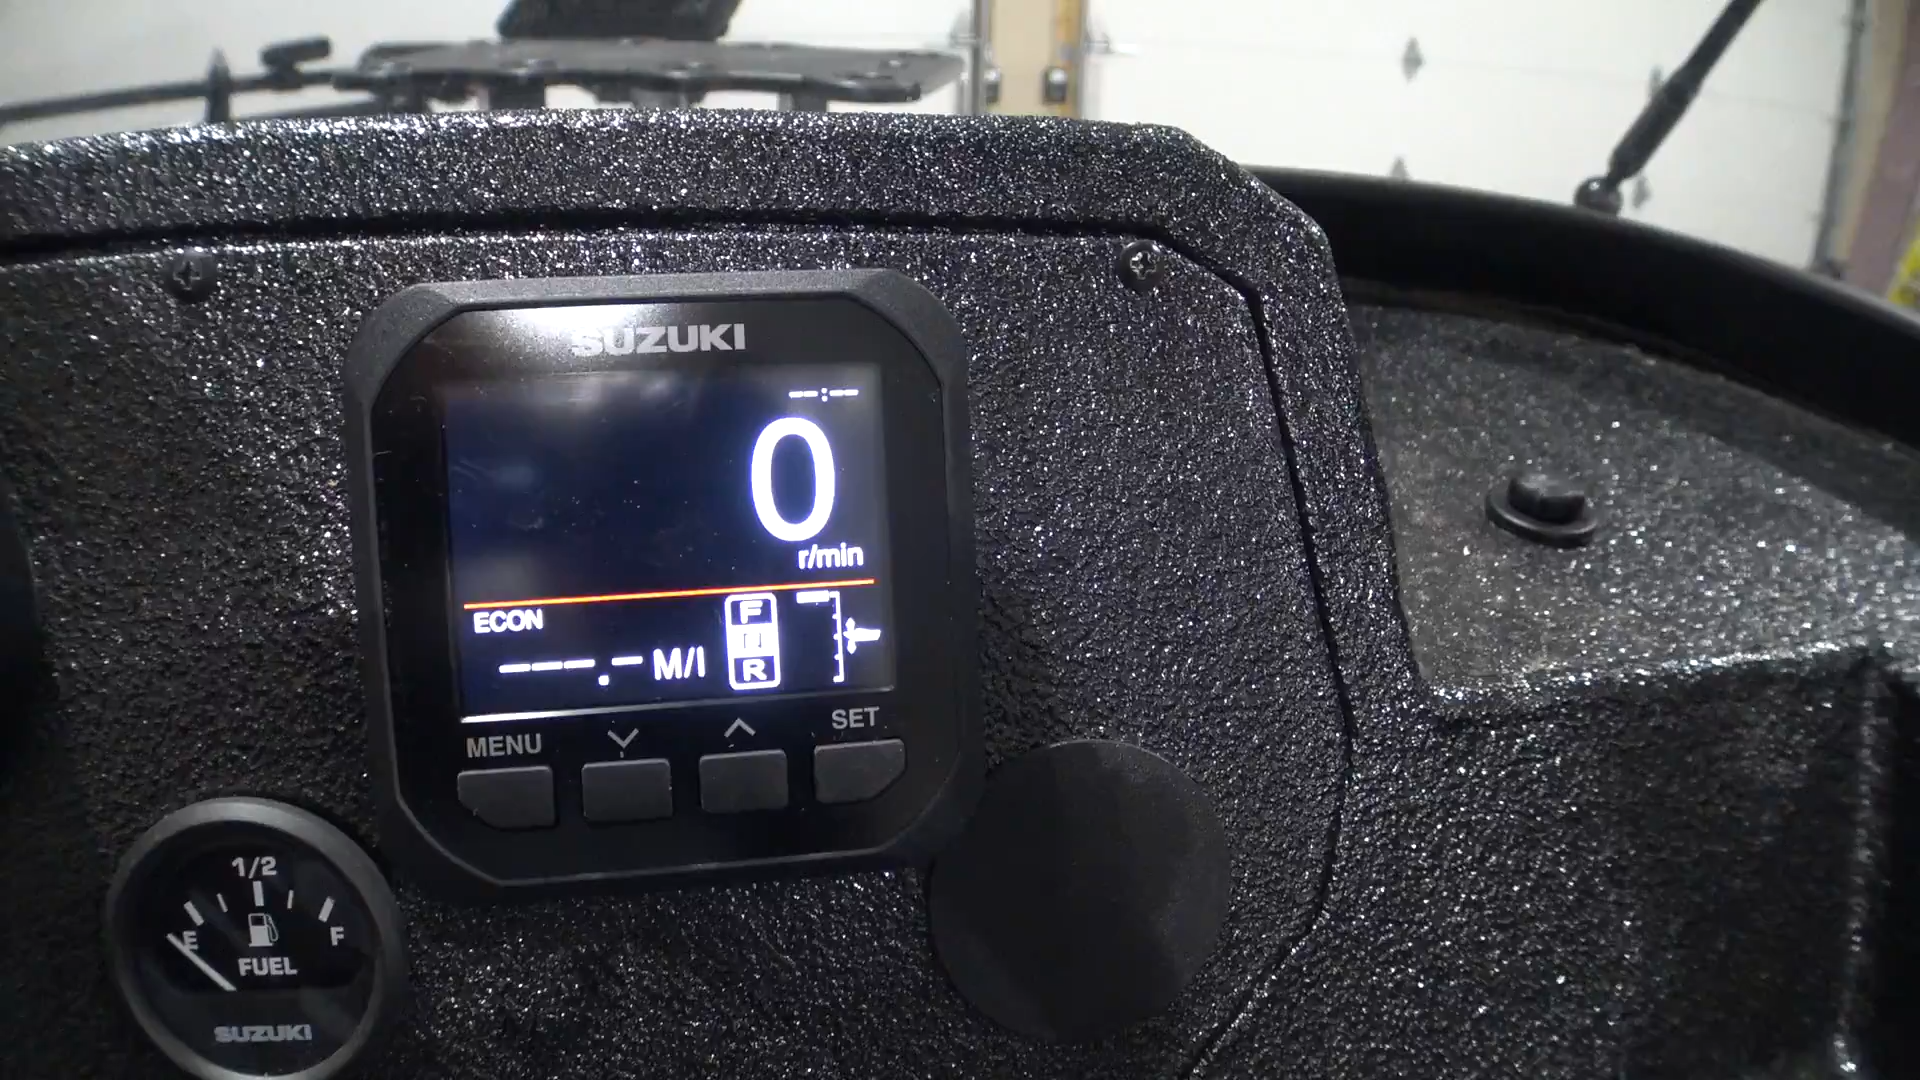 SUZUKI
--:--
0
r/min
ECON
---.- M/l
F
N
R
MENU
SET
1/2
E
F
FUEL
SUZUKI